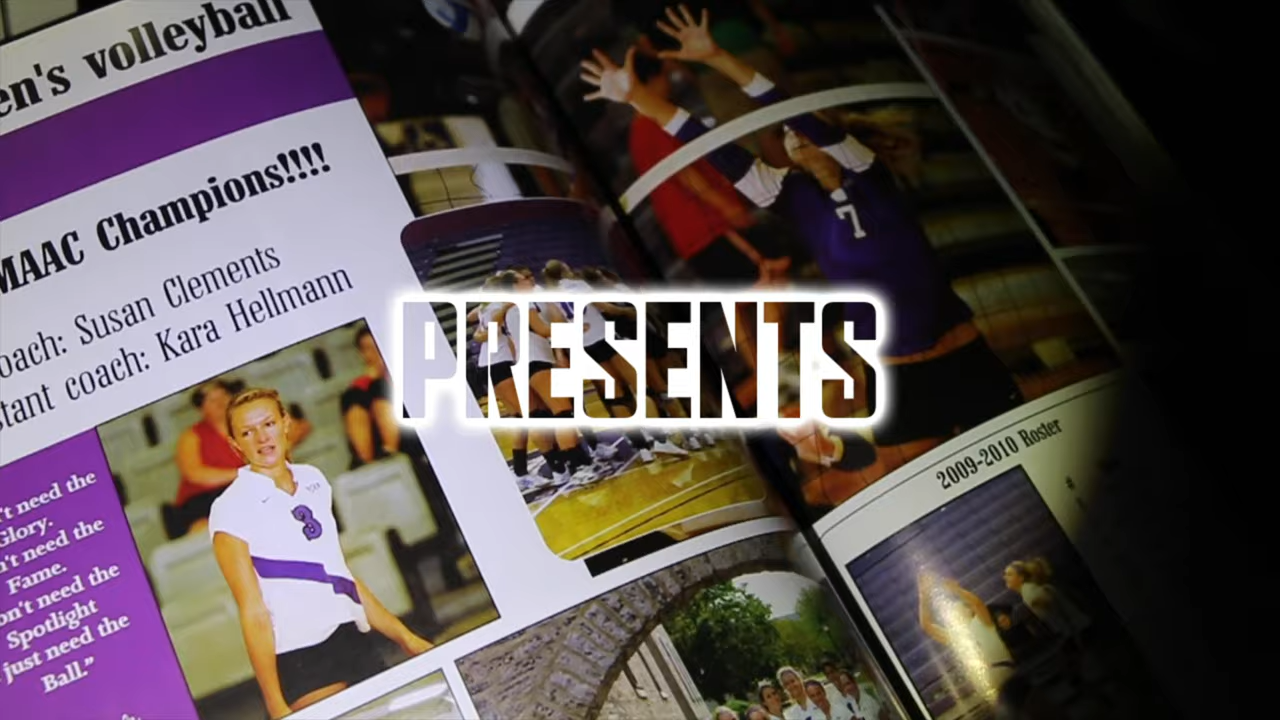 en's volleyball
MAAC Champions!!!!
oach: Susan Clements
stant coach: Kara Hellmann
PRESENTS
7
3
2009-2010 Roster
#
't need the
Glory.
n't need the
Fame.
on't need the
Spotlight
just need the
Ball."